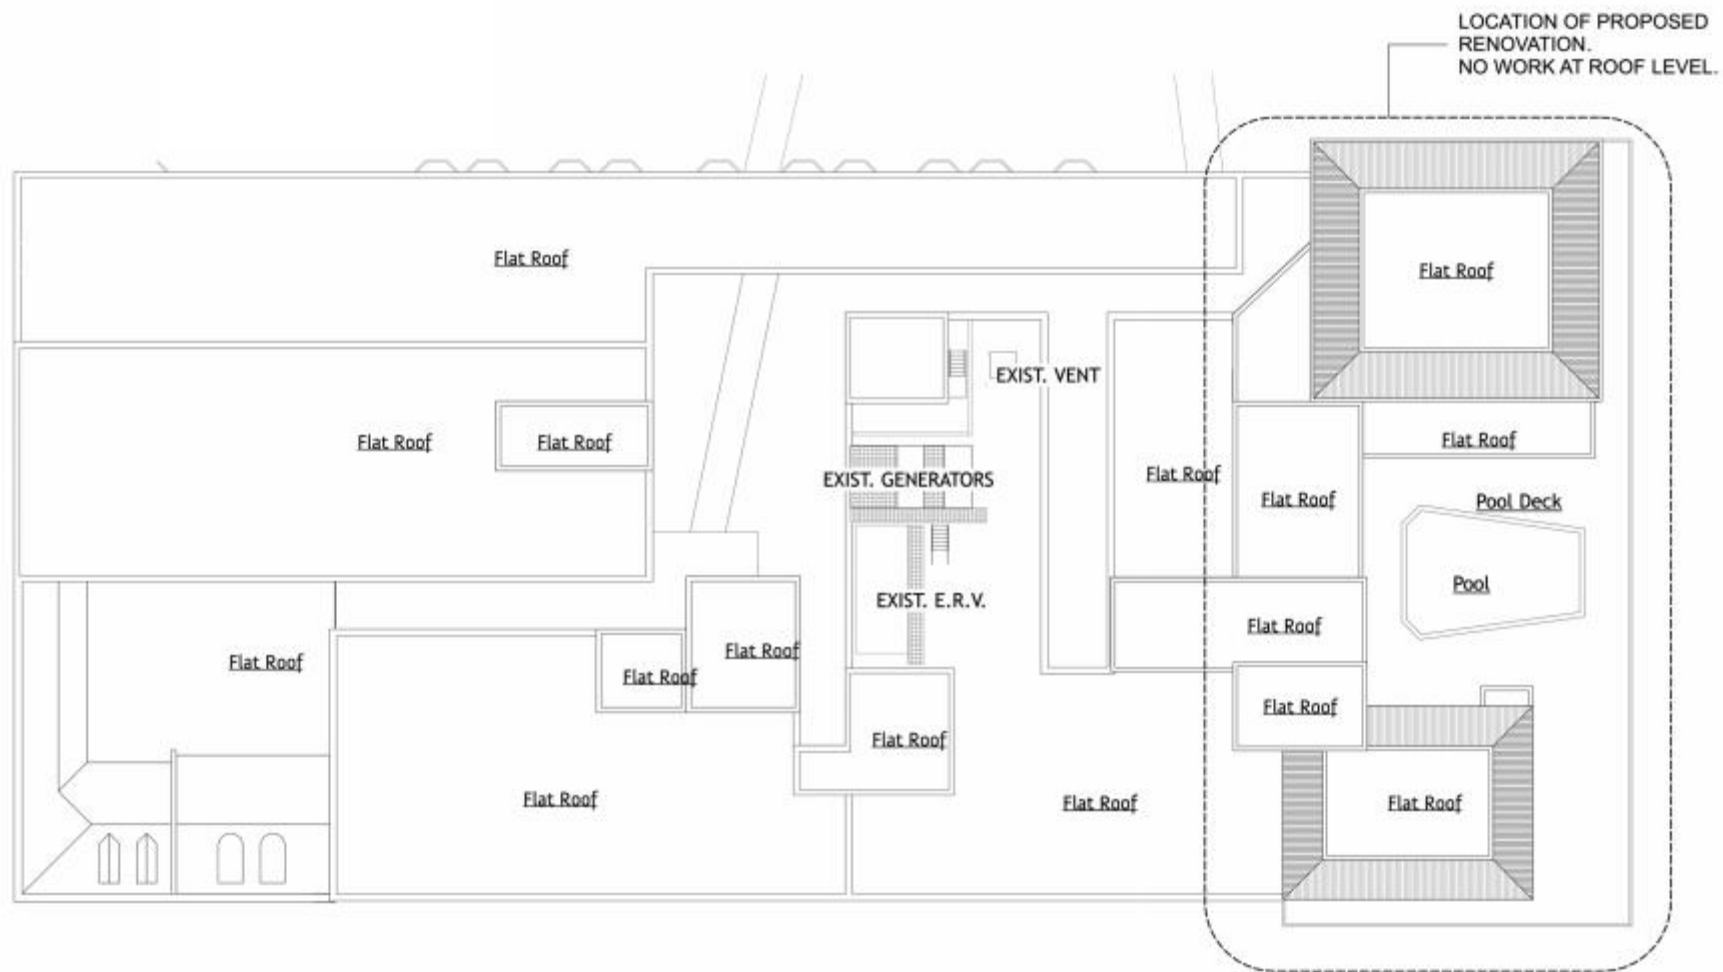 LOCATION OF PROPOSED
RENOVATION.
NO WORK AT ROOF LEVEL.
Flat Roof
Flat Roof
EXIST. VENT
Flat Roof
Flat Roof
Flat Roof
Flat Roof
EXIST. GENERATORS
Flat Roof
Pool Deck
Pool
EXIST. E.R.V.
Flat Roof
Flat Roof
Flat Roof
Flat Roof
Flat Roof
Flat Roof
Flat Roof
Flat Roof
Flat Roof